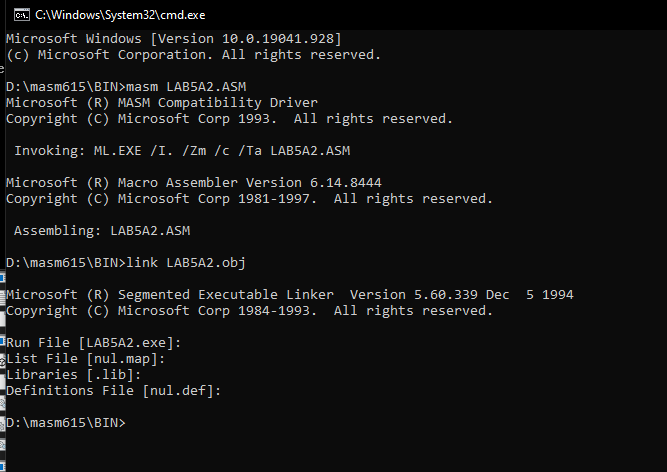 C:\Windows\System32\cmd.exe
Microsoft Windows [Version 10.0.19041.928]
(c) Microsoft Corporation. All rights reserved.
D:\masm615\BIN>masm LAB5A2.ASM
Microsoft (R) MASM Compatibility Driver
Copyright (C) Microsoft Corp 1993.  All rights reserved.
 Invoking: ML.EXE /I. /Zm /c /Ta LAB5A2.ASM
Microsoft (R) Macro Assembler Version 6.14.8444
Copyright (C) Microsoft Corp 1981-1997.  All rights reserved.
 Assembling: LAB5A2.ASM
D:\masm615\BIN>link LAB5A2.obj
Microsoft (R) Segmented Executable Linker  Version 5.60.339 Dec  5 1994
Copyright (C) Microsoft Corp 1984-1993.  All rights reserved.
Run File [LAB5A2.exe]:
List File [nul.map]:
Libraries [.lib]:
Definitions File [nul.def]:
D:\masm615\BIN>